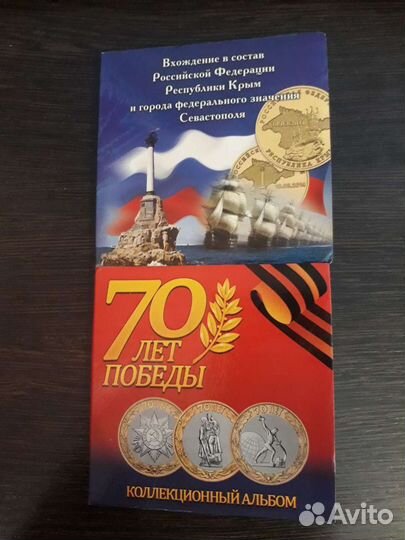 Вхождение в состав
Российской Федерации
Республики Крым
и города федерального значения
Севастополя
70
ЛЕТ
ПОБЕДЫ
КОЛЛЕКЦИОННЫЙ АЛЬБОМ
Avito